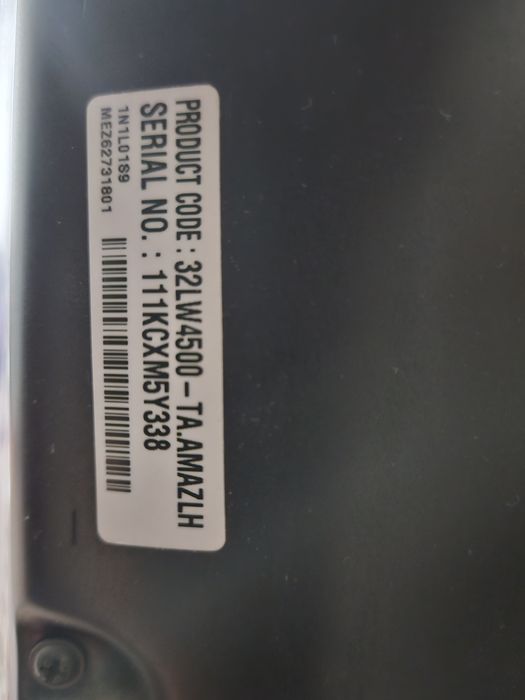 PRODUCT CODE : 32LW4500-TA.AMAZLH
SERIAL NO. : 111KCXM5Y338
1N1L0189
MEZ62731801